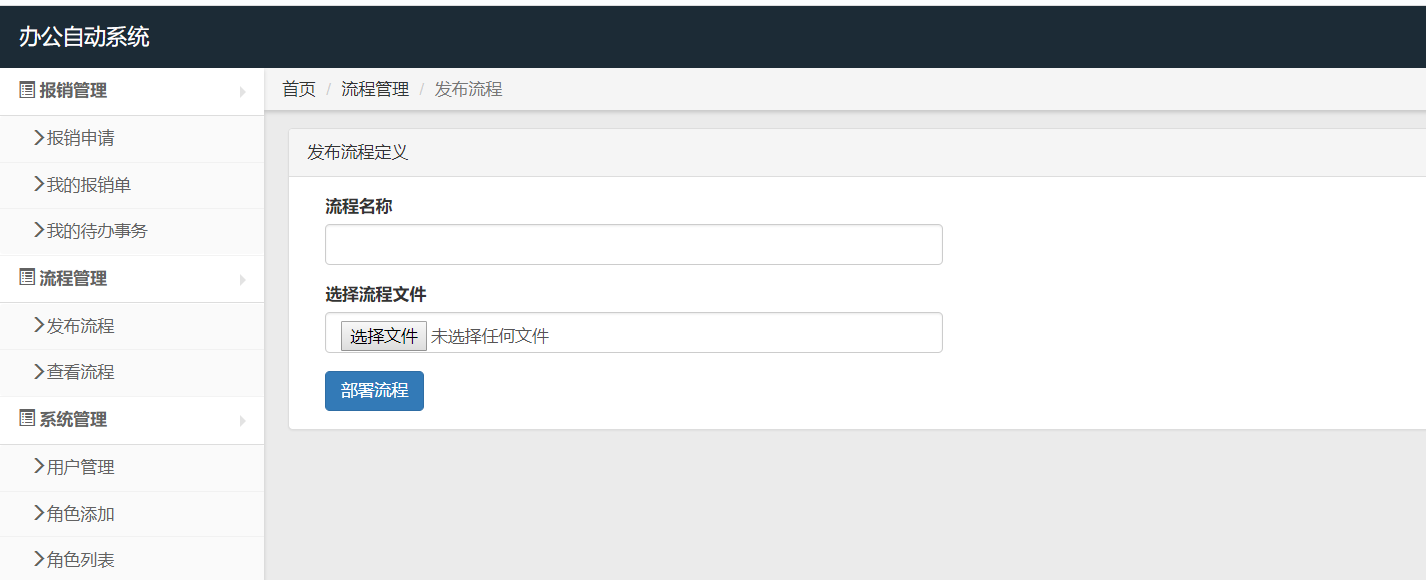 办公自动系统
报销管理
报销申请
我的报销单
我的待办事务
流程管理
发布流程
查看流程
系统管理
用户管理
角色添加
角色列表
首页 / 流程管理 / 发布流程
发布流程定义
流程名称
选择流程文件
选择文件 未选择任何文件
部署流程